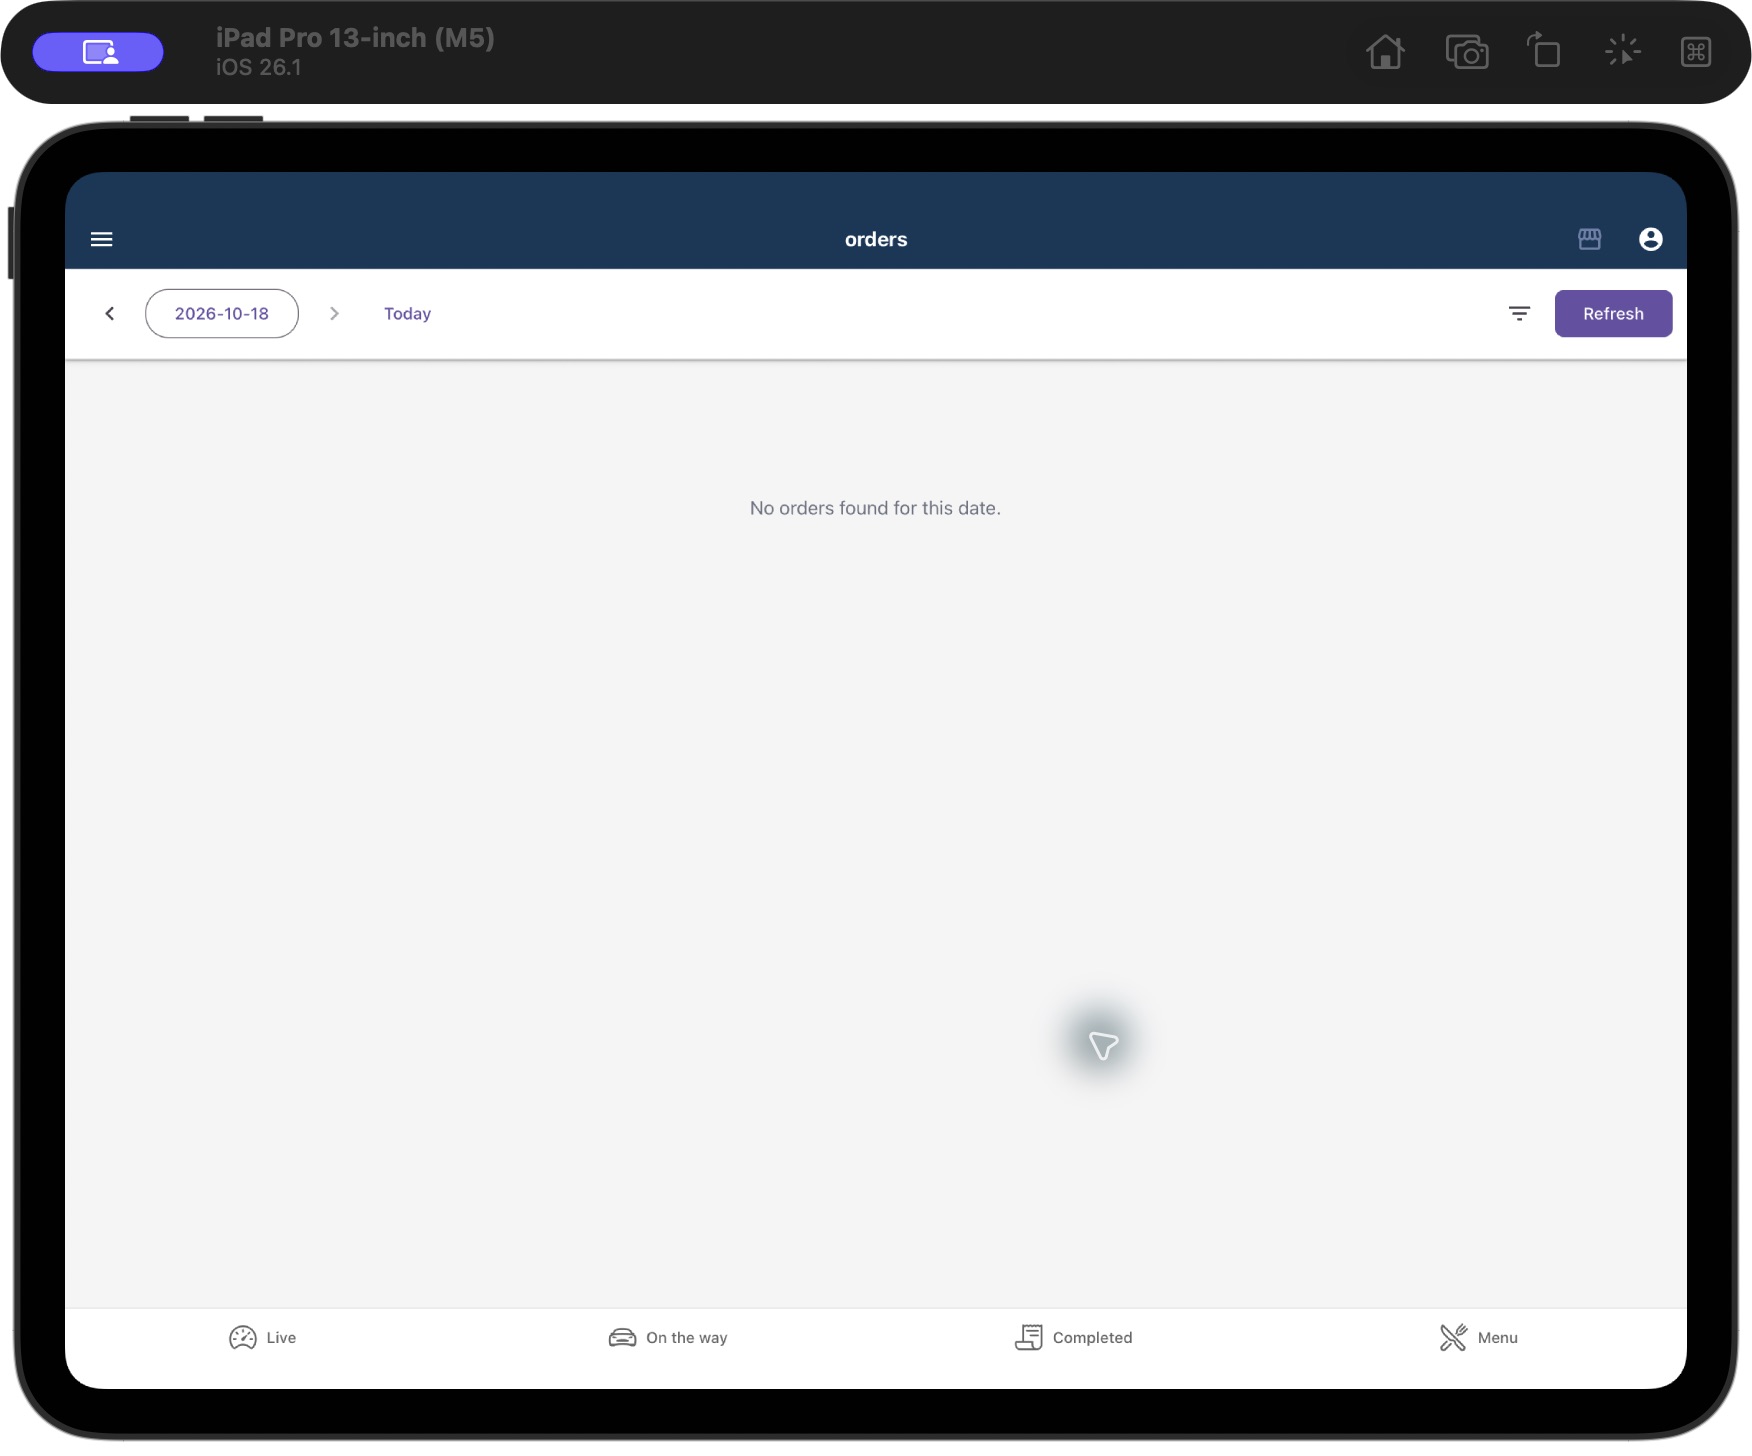 iPad Pro 13-inch (M5)
iOS 26.1
orders
2026-10-18
Today
Refresh
No orders found for this date.
Live
On the way
Completed
Menu